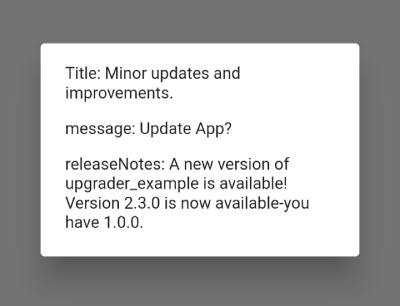 Title: Minor updates and
improvements.
message: Update App?
releaseNotes: A new version of
upgrader_example is available!
Version 2.3.0 is now available-you
have 1.0.0.